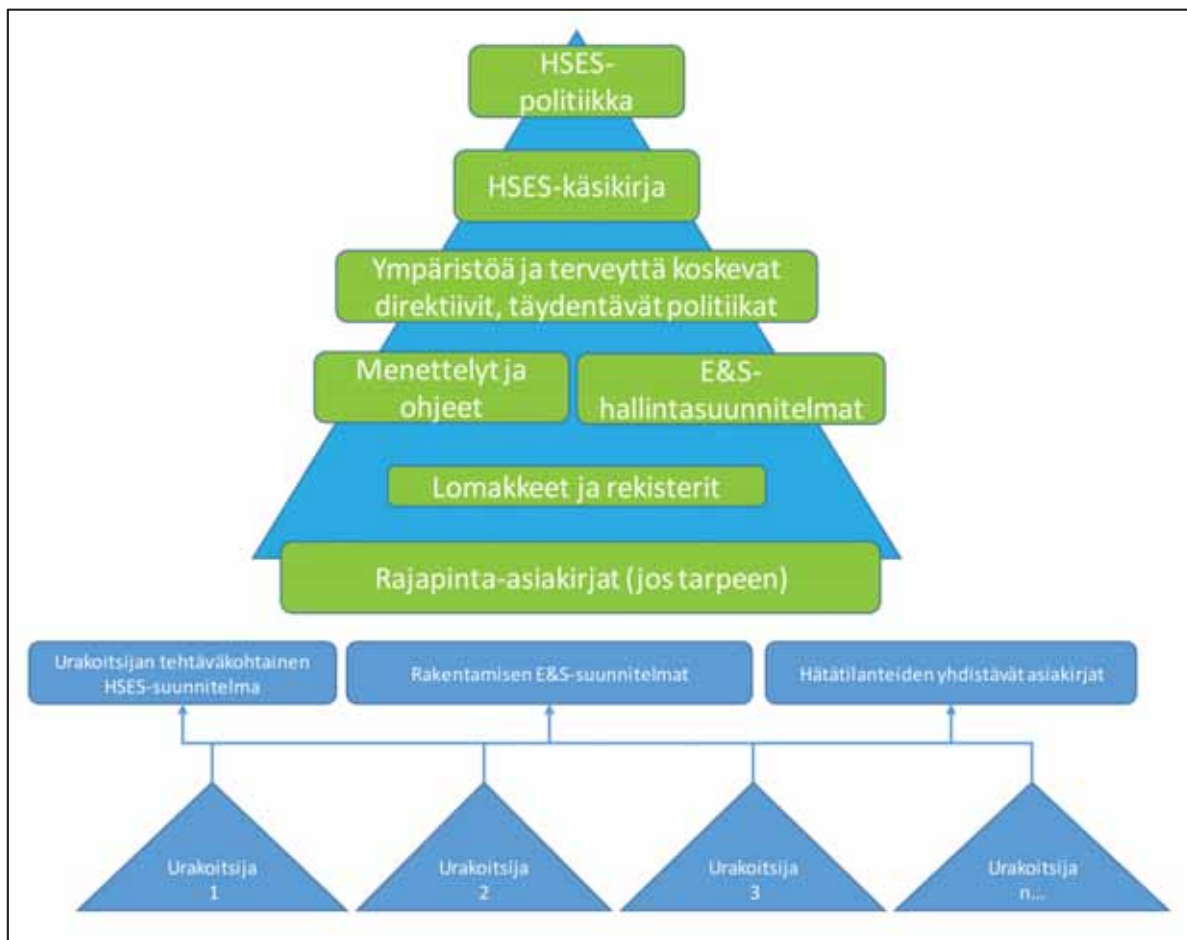 HSES-
politiikka
HSES-käsikirja
Ympäristöä ja terveyttä koskevat
direktiivit, täydentävät politiikat
Menettelyt ja
ohjeet
E&S-
hallintasuunnitelmat
Lomakkeet ja rekisterit
Rajapinta-asiakirjat (jos tarpeen)
Urakoitsijan tehtäväkohtainen
HSES-suunnitelma
Rakentamisen E&S-suunnitelmat
Hätätilanteiden yhdistävät asiakirjat
Urakoitsija
1
Urakoitsija
2
Urakoitsija
3
Urakoitsija
n...